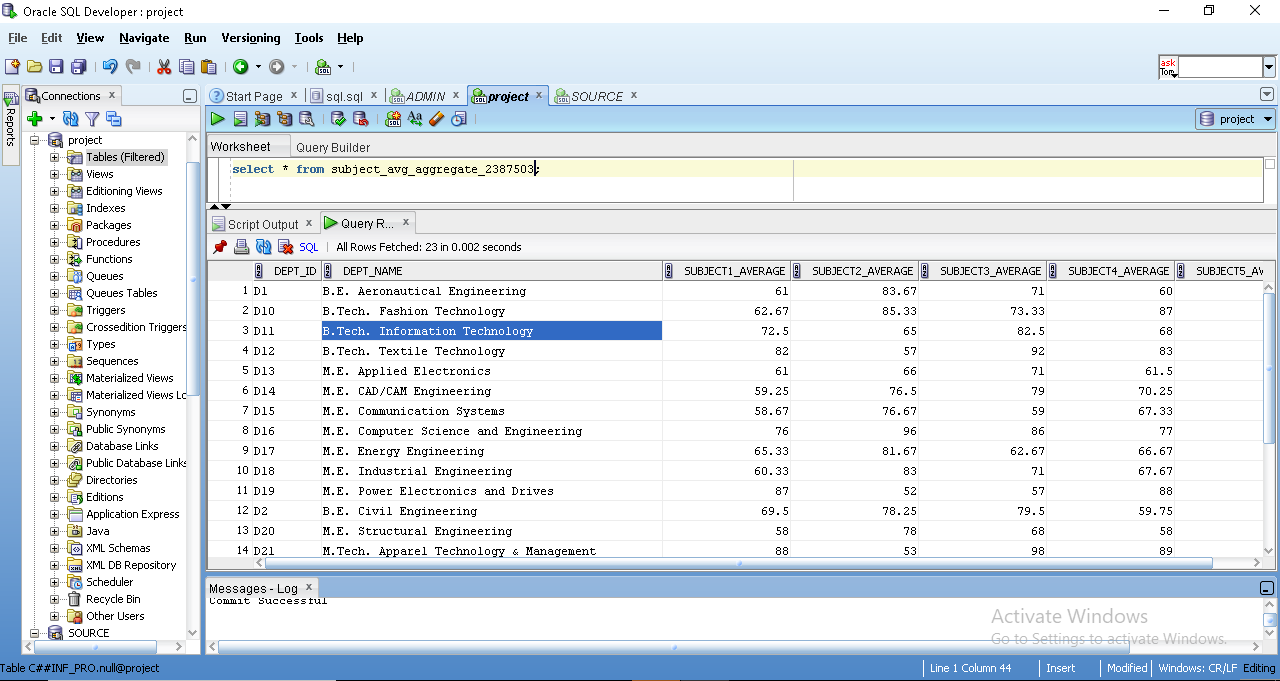 Oracle SQL Developer : project
File Edit View Navigate Run Versioning Tools Help
ask
Tom
Connections
Start Page sql.sql ADMIN project SOURCE
Reports
project
project
Tables (Filtered)
Views
Editioning Views
Indexes
Packages
Procedures
Functions
Queues
Queues Tables
Triggers
Crossedition Triggers
Types
Sequences
Materialized Views
Materialized Views Lo
Synonyms
Public Synonyms
Database Links
Public Database Links
Directories
Editions
Application Express
Java
XML Schemas
XML DB Repository
Scheduler
Recycle Bin
Other Users
SOURCE
Worksheet Query Builder
select * from subject_avg_aggregate_2387503;
Script Output Query R...
SQL All Rows Fetched: 23 in 0.002 seconds
DEPT_ID DEPT_NAME SUBJECT1_AVERAGE SUBJECT2_AVERAGE SUBJECT3_AVERAGE SUBJECT4_AVERAGE SUBJECT5_AV
1 D1 B.E. Aeronautical Engineering 61 83.67 71 60
2 D10 B.Tech. Fashion Technology 62.67 85.33 73.33 87
3 D11 B.Tech. Information Technology 72.5 65 82.5 68
4 D12 B.Tech. Textile Technology 82 57 92 83
5 D13 M.E. Applied Electronics 61 66 71 61.5
6 D14 M.E. CAD/CAM Engineering 59.25 76.5 79 70.25
7 D15 M.E. Communication Systems 58.67 76.67 59 67.33
8 D16 M.E. Computer Science and Engineering 76 96 86 77
9 D17 M.E. Energy Engineering 65.33 81.67 62.67 66.67
10 D18 M.E. Industrial Engineering 60.33 83 71 67.67
11 D19 M.E. Power Electronics and Drives 87 52 57 88
12 D2 B.E. Civil Engineering 69.5 78.25 79.5 59.75
13 D20 M.E. Structural Engineering 58 78 68 58
14 D21 M.Tech. Apparel Technology & Management 88 53 98 89
Messages - Log
Commit Successful
Activate Windows
Go to Settings to activate Windows.
Table C##INF_PRO.null@project Line 1 Column 44 Insert Modified Windows: CR/LF Editing